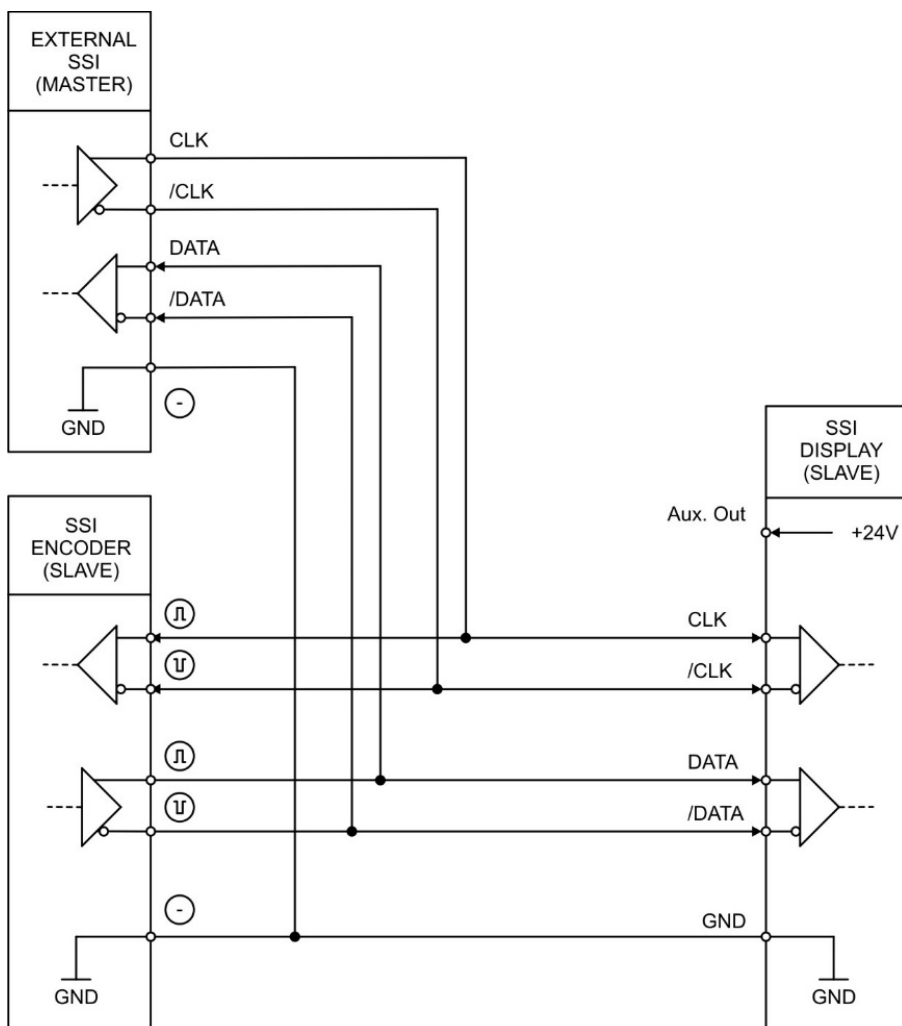 EXTERNAL
SSI
(MASTER)
CLK
/CLK
DATA
/DATA
-
GND
SSI
DISPLAY
(SLAVE)
Aux. Out
+24V
SSI
ENCODER
(SLAVE)
CLK
/CLK
DATA
/DATA
-
GND
GND
GND